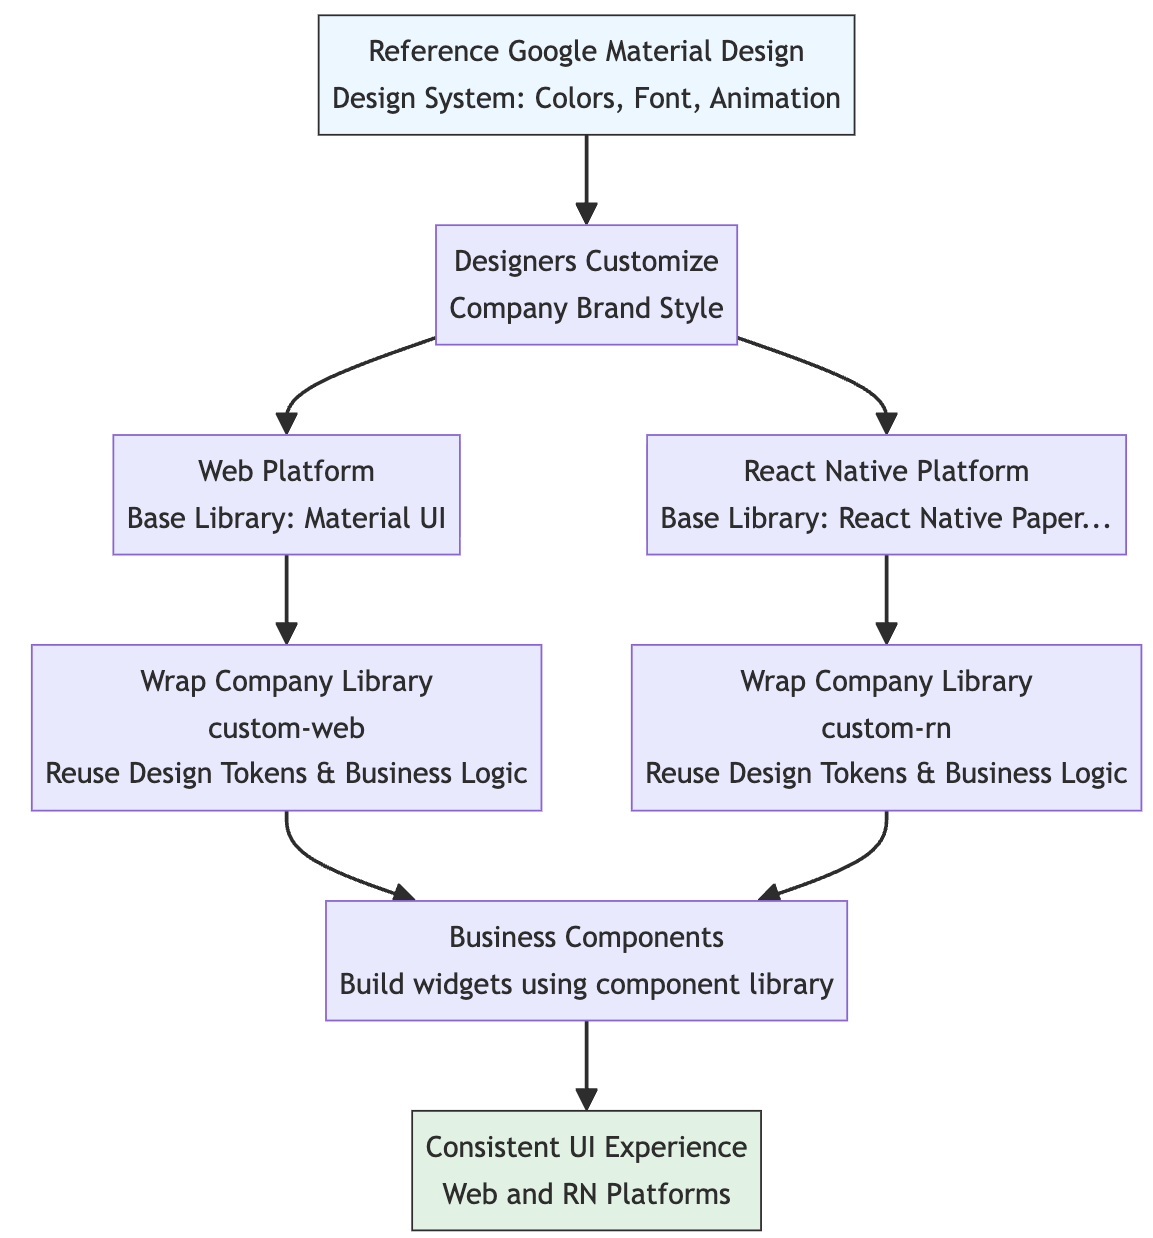 Reference Google Material Design
Design System: Colors, Font, Animation
Designers Customize
Company Brand Style
Web Platform
Base Library: Material UI
React Native Platform
Base Library: React Native Paper...
Wrap Company Library
custom-web
Reuse Design Tokens & Business Logic
Wrap Company Library
custom-rn
Reuse Design Tokens & Business Logic
Business Components
Build widgets using component library
Consistent UI Experience
Web and RN Platforms